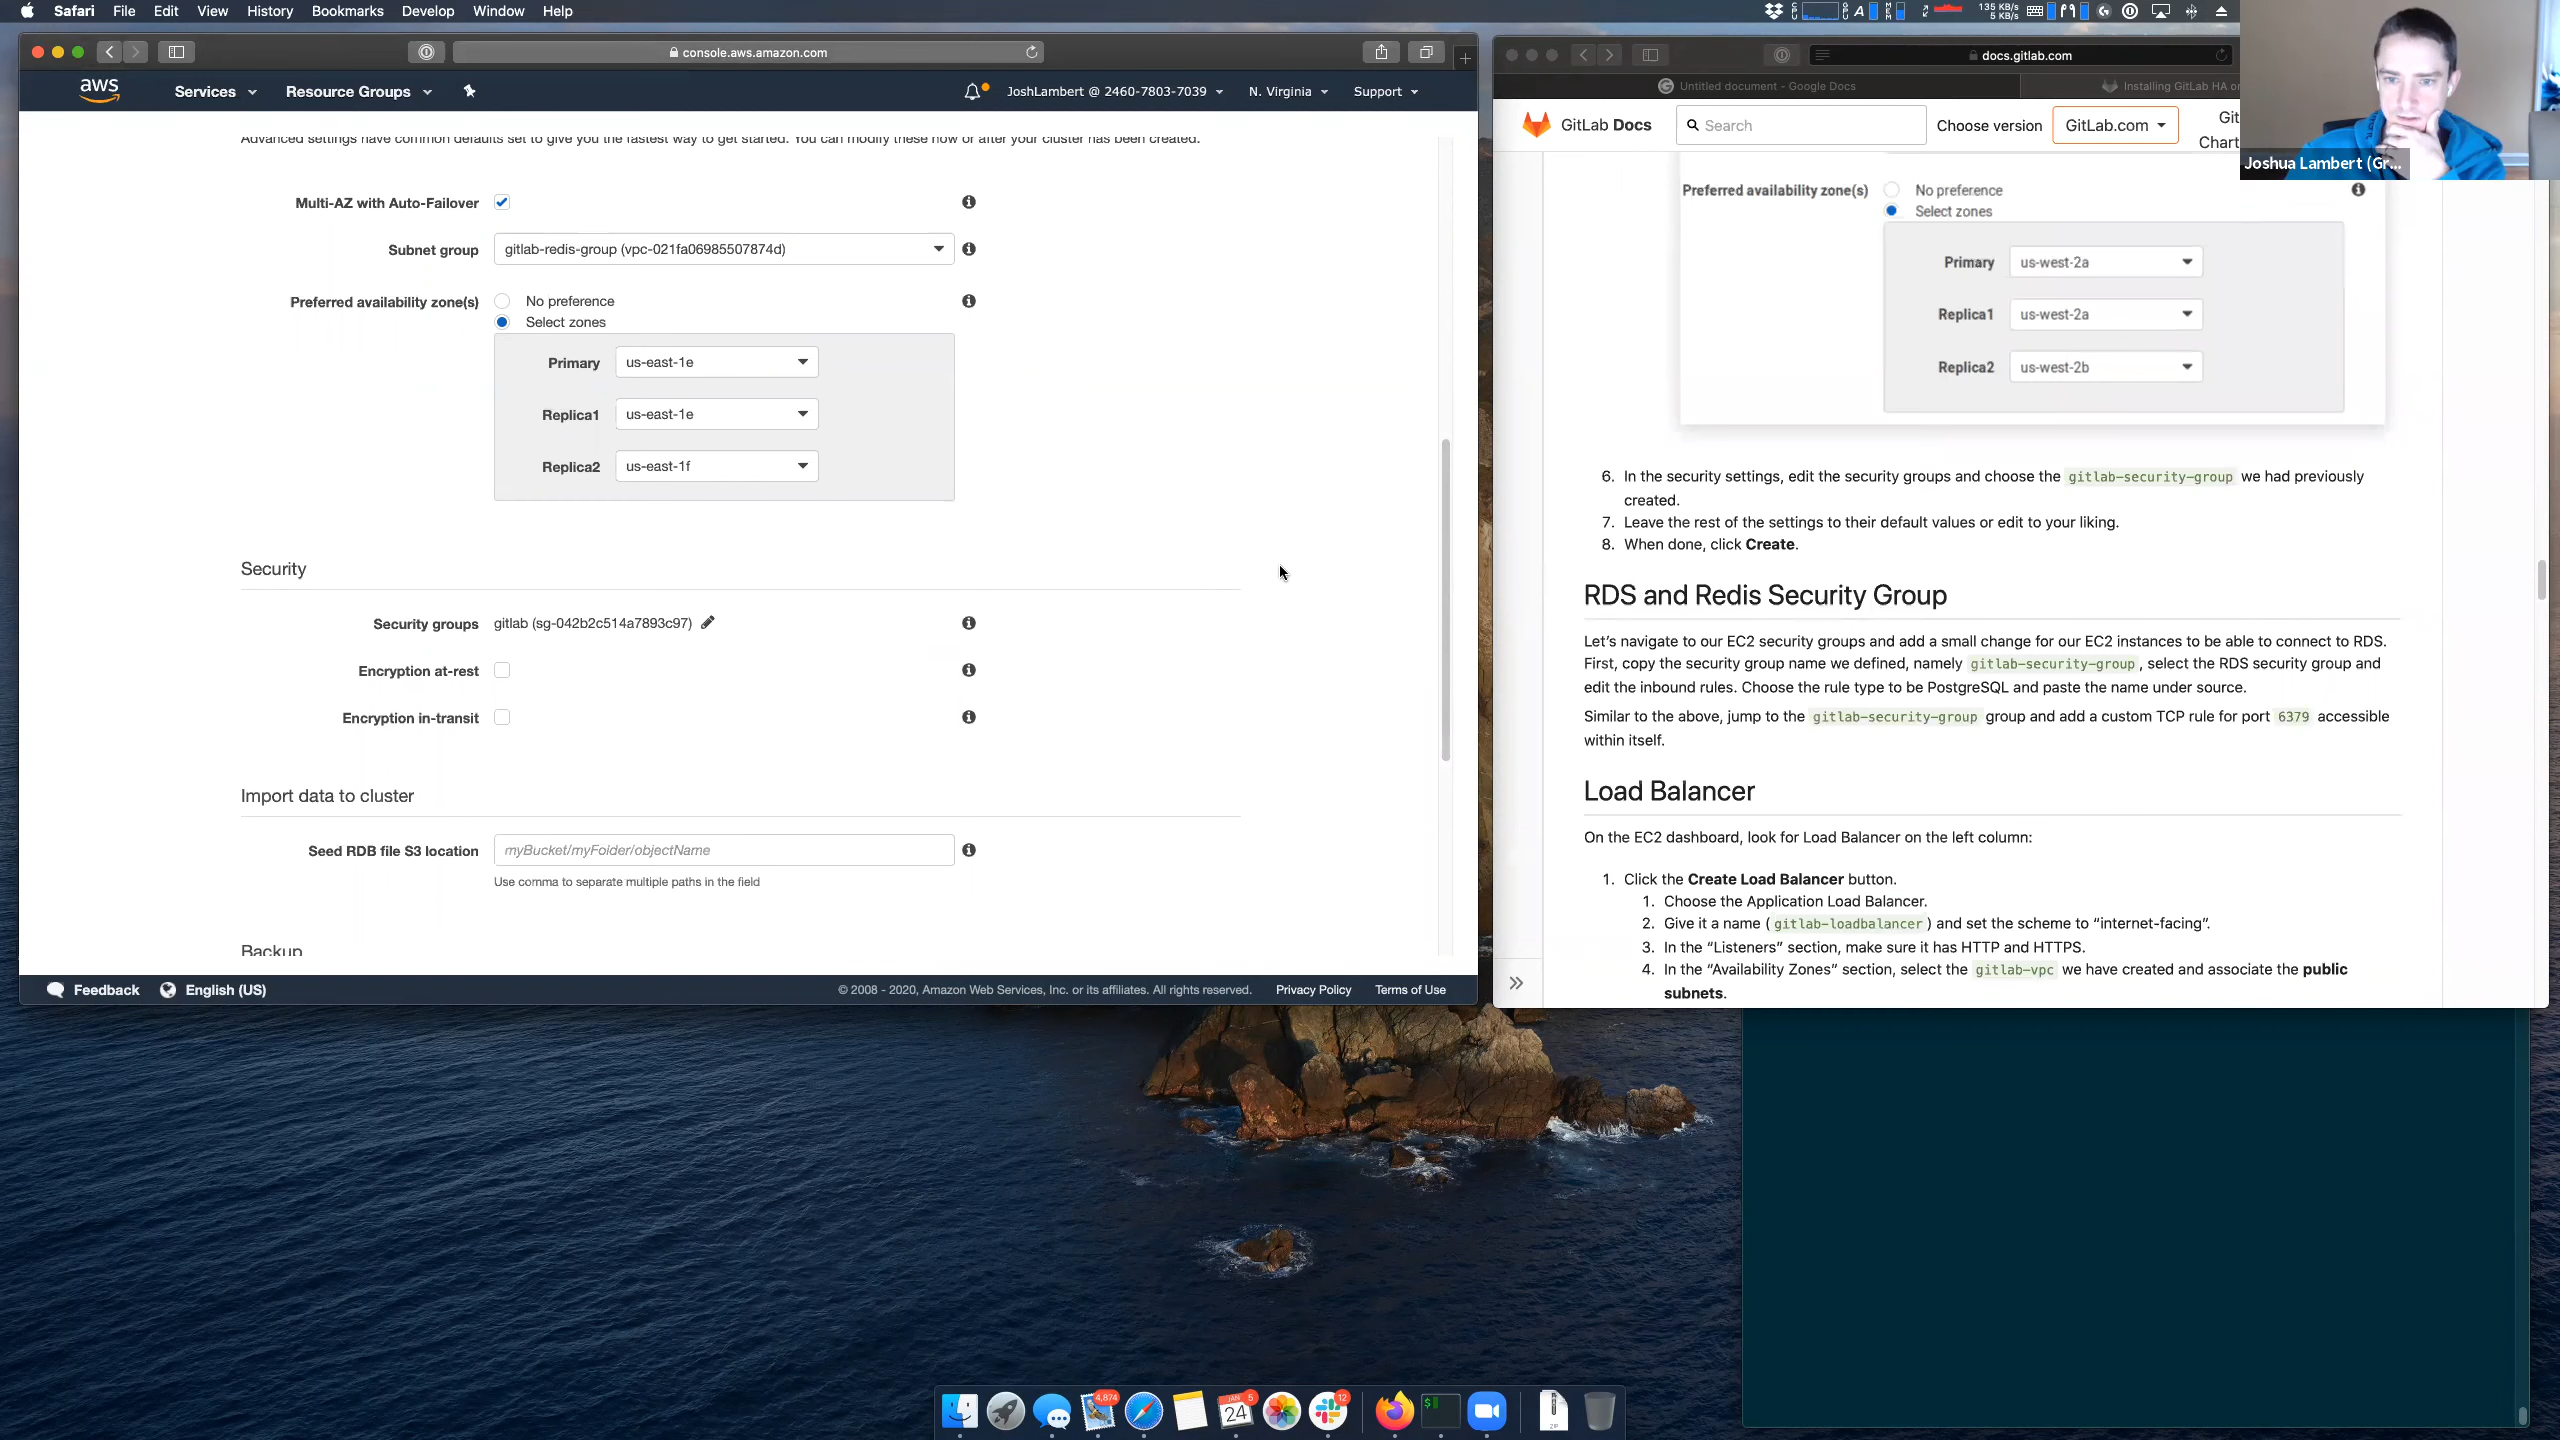 Safari File Edit View History Bookmarks Develop Window Help
135 KB/s
5 KB/s
console.aws.amazon.com
aws Services Resource Groups JoshLambert @ 2460-7803-7039 N. Virginia Support
Advanced settings have common defaults set to give you the fastest way to get started. You can modify these now or after your cluster has been created.
Multi-AZ with Auto-Failover
Subnet group gitlab-redis-group (vpc-021fa06985507874d)
Preferred availability zone(s) No preference
Select zones
Primary us-east-1e
Replica1 us-east-1e
Replica2 us-east-1f
Security
Security groups gitlab (sg-042b2c514a7893c97)
Encryption at-rest
Encryption in-transit
Import data to cluster
Seed RDB file S3 location myBucket/myFolder/objectName
Use comma to separate multiple paths in the field
Backup
Feedback English (US) © 2008 - 2020, Amazon Web Services, Inc. or its affiliates. All rights reserved. Privacy Policy Terms of Use
docs.gitlab.com
Untitled document - Google Docs Installing GitLab HA
GitLab Docs Search Choose version GitLab.com Git
Chart
Joshua Lambert (Gr...
Preferred availability zone(s) No preference
Select zones
Primary us-west-2a
Replica1 us-west-2a
Replica2 us-west-2b
6. In the security settings, edit the security groups and choose the gitlab-security-group we had previously
created.
7. Leave the rest of the settings to their default values or edit to your liking.
8. When done, click Create.
RDS and Redis Security Group
Let's navigate to our EC2 security groups and add a small change for our EC2 instances to be able to connect to RDS.
First, copy the security group name we defined, namely gitlab-security-group, select the RDS security group and
edit the inbound rules. Choose the rule type to be PostgreSQL and paste the name under source.
Similar to the above, jump to the gitlab-security-group group and add a custom TCP rule for port 6379 accessible
within itself.
Load Balancer
On the EC2 dashboard, look for Load Balancer on the left column:
1. Click the Create Load Balancer button.
1. Choose the Application Load Balancer.
2. Give it a name (gitlab-loadbalancer) and set the scheme to “internet-facing”.
3. In the “Listeners” section, make sure it has HTTP and HTTPS.
4. In the “Availability Zones” section, select the gitlab-vpc we have created and associate the public
subnets.
4,874
JAN 5
24
12
ZIP